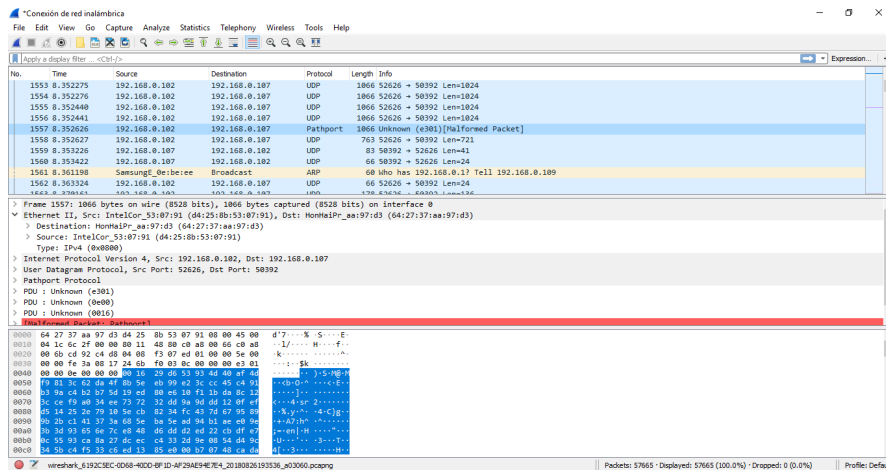 *Conexión de red inalámbrica
File Edit View Go Capture Analyze Statistics Telephony Wireless Tools Help
Apply a display filter ... <Ctrl-/> Expression...
No. Time Source Destination Protocol Length Info
1553 8.352275 192.168.0.102 192.168.0.107 UDP 1066 52626 → 50392 Len=1024
1554 8.352276 192.168.0.102 192.168.0.107 UDP 1066 52626 → 50392 Len=1024
1555 8.352440 192.168.0.102 192.168.0.107 UDP 1066 52626 → 50392 Len=1024
1556 8.352441 192.168.0.102 192.168.0.107 UDP 1066 52626 → 50392 Len=1024
1557 8.352626 192.168.0.102 192.168.0.107 Pathport 1066 Unknown (e301)[Malformed Packet]
1558 8.352627 192.168.0.102 192.168.0.107 UDP 763 52626 → 50392 Len=721
1559 8.353226 192.168.0.107 192.168.0.102 UDP 83 50392 → 52626 Len=41
1560 8.353422 192.168.0.107 192.168.0.102 UDP 66 50392 → 52626 Len=24
1561 8.361198 SamsungE_0e:be:ee Broadcast ARP 60 Who has 192.168.0.1? Tell 192.168.0.109
1562 8.363324 192.168.0.102 192.168.0.107 UDP 66 52626 → 50392 Len=24
Frame 1557: 1066 bytes on wire (8528 bits), 1066 bytes captured (8528 bits) on interface 0
Ethernet II, Src: IntelCor_53:07:91 (d4:25:8b:53:07:91), Dst: HonHaiPr_aa:97:d3 (64:27:37:aa:97:d3)
Destination: HonHaiPr_aa:97:d3 (64:27:37:aa:97:d3)
Source: IntelCor_53:07:91 (d4:25:8b:53:07:91)
Type: IPv4 (0x0800)
Internet Protocol Version 4, Src: 192.168.0.102, Dst: 192.168.0.107
User Datagram Protocol, Src Port: 52626, Dst Port: 50392
Pathport Protocol
PDU : Unknown (e301)
PDU : Unknown (0e00)
PDU : Unknown (0016)
[Malformed Packet: Pathport]
0000 64 27 37 aa 97 d3 d4 25 8b 53 07 91 08 00 45 00 d'7····% ·S····E·
0010 04 1c 6c 2f 00 00 80 11 48 80 c0 a8 00 66 c0 a8 ··l/···· H····f··
0020 00 6b cd 92 c4 d8 04 08 f3 07 ed 01 00 00 5e 00 ·k······ ······^·
0030 00 00 fe 3a 08 17 24 6b f0 03 0c 00 00 00 e3 01 ···:··$k ········
0040 00 00 0e 00 00 00 00 16 29 d6 53 93 4d 40 af 4d ········ )·S·M@·M
0050 f9 81 3c 62 da 4f 8b 5e eb 99 e2 3c cc 45 c4 91 ··<b·O·^ ···<·E··
0060 b3 9a c4 b2 b7 5d 19 ed 80 e6 10 f1 1b da 8c 12 ·····]·· ········
0070 3c ce f9 a0 34 ee 73 72 32 dd 9a 9d dd 12 0f ef <···4·sr 2·······
0080 d5 14 25 2e 79 10 5e cb 82 34 fc 43 7d 67 95 89 ··%.y·^· ·4·C}g··
0090 9b 2b c1 41 37 3a 68 5e ba 5e ad 94 b1 ae e0 9e
00a0 3b 3d 93 65 6e 7c e8 48 d6 dd d2 ed 22 cb df e7
00b0 0c 55 93 ca 8a 27 dc ec c4 33 2d 9e 08 54 d4 9c ·U···'·· ·3-··T··
00c0 34 5b c4 f5 33 c6 ed 13 85 e0 00 b7 07 48 ca da 4[··3··· ·····H··
wireshark_6192C5EC-0D68-40DD-BF1D-AF29AE94E7E4_20180826193536_a03060.pcapng Packets: 57665 · Displayed: 57665 (100.0%) · Dropped: 0 (0.0%) Profile: